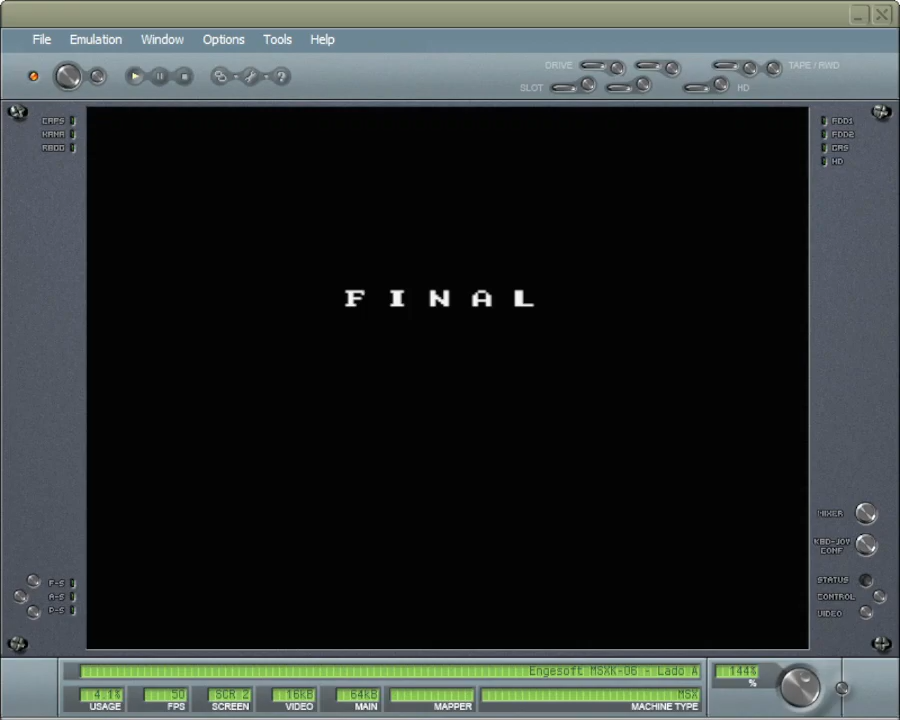 File Emulation Window Options Tools Help
DRIVE TAPE / RWD
SLOT HD
CAPS
KANA
FDD1
FDD2
CAS
HD
F I N A L
MIXER
KBD-JOY
CONF
STATUS
CONTROL
VIDEO
F-S
A-S
P-S
Engesoft MSXK-06 - Lado A
144%
%
4.1% 50 SCR 2 16kB 64kB MSX
USAGE FPS SCREEN VIDEO MAIN MAPPER MACHINE TYPE